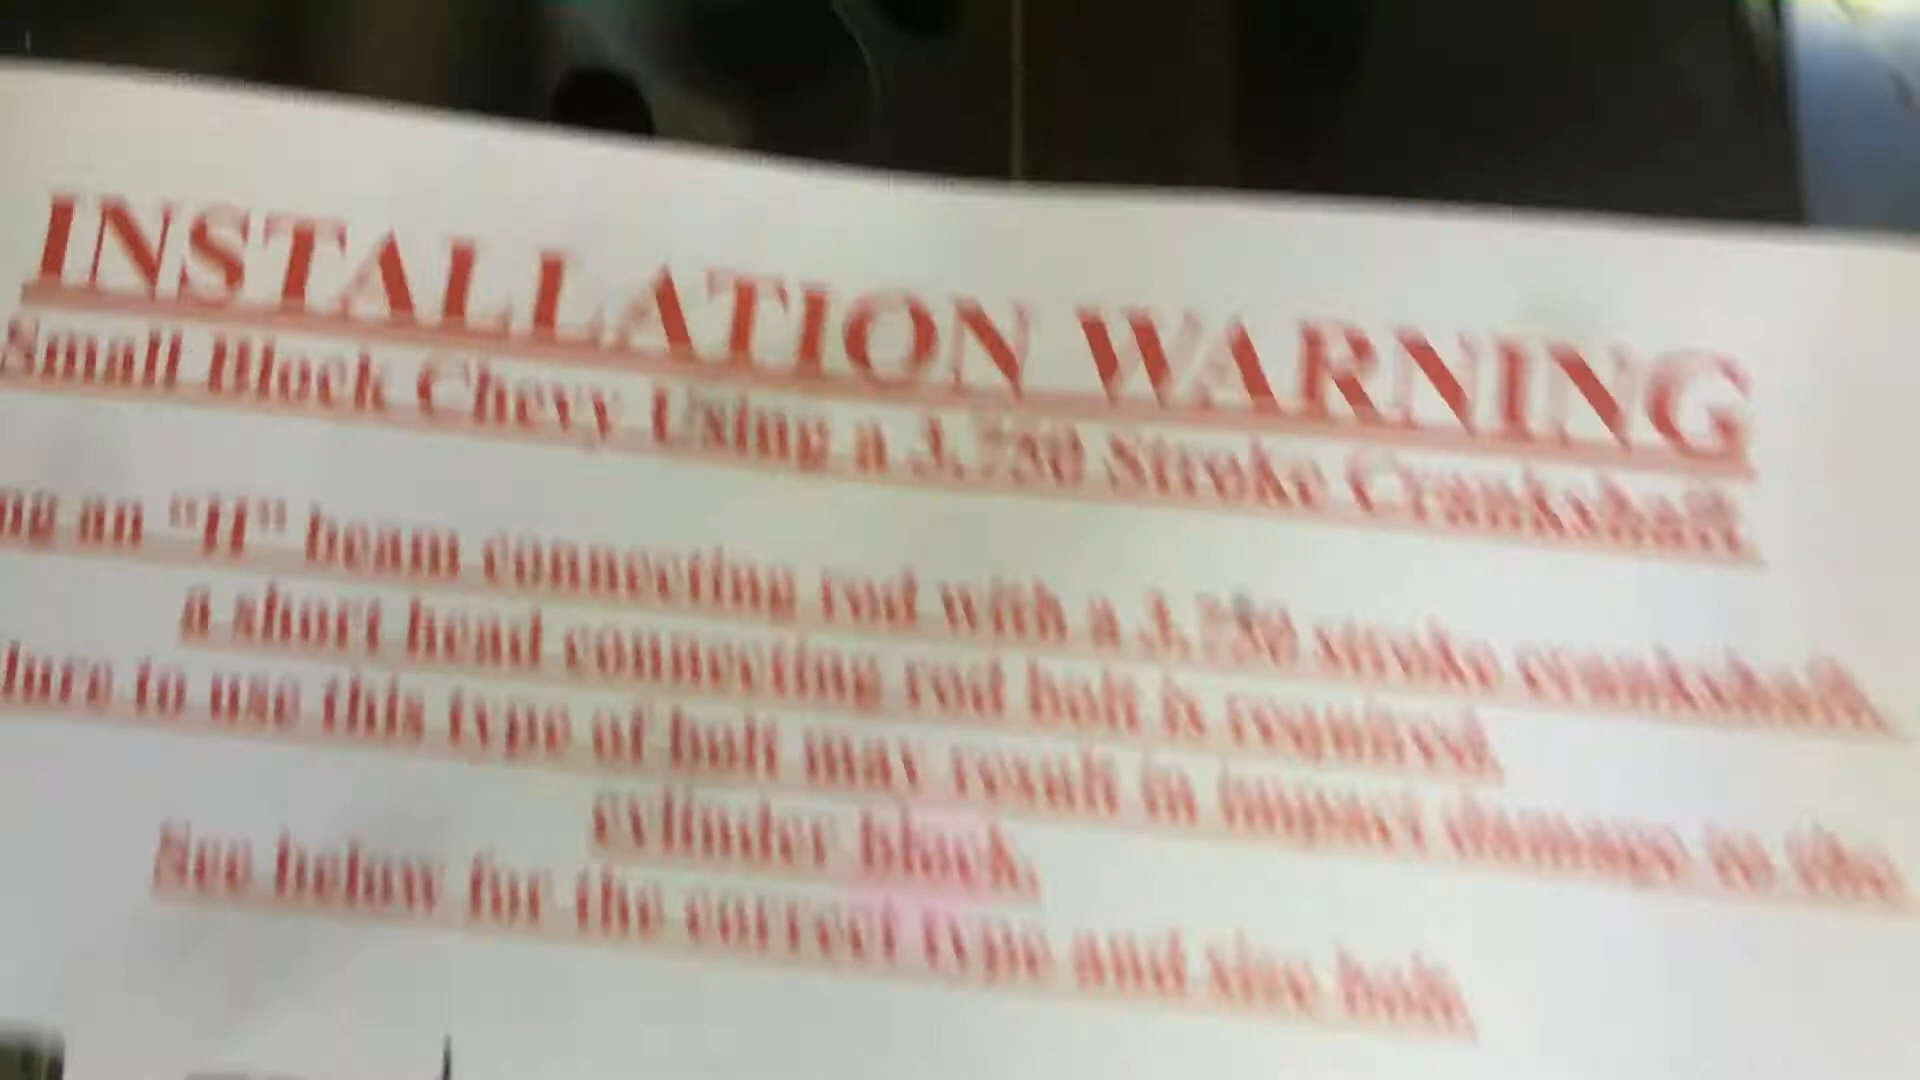 INSTALLATION WARNING
Small Block Chevy Using a 3.750 Stroke Crankshaft.
ng an "H" beam connecting rod with a 3.750 stroke crankshaft,
a short head connecting rod bolt is required.
lure to use this type of bolt may result in impact damage to the
cylinder block.
See below for the correct type and size bolt.